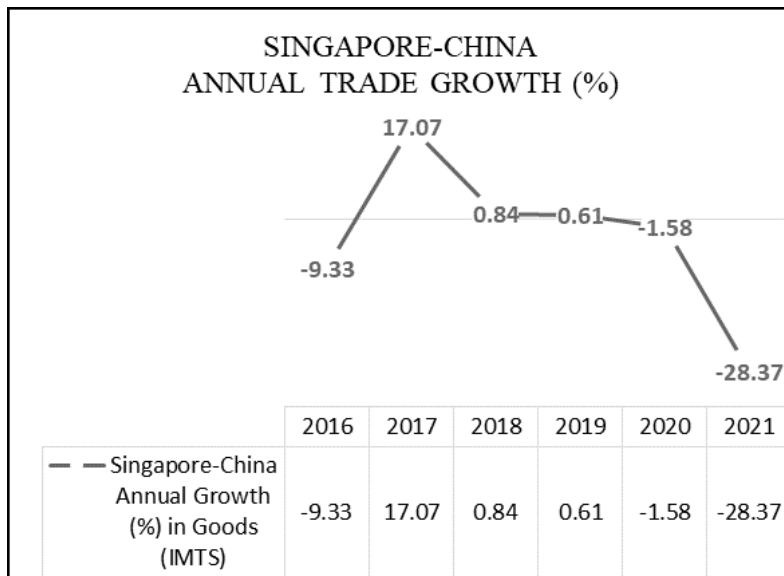 SINGAPORE-CHINA
ANNUAL TRADE GROWTH (%)
17.07
0.84
0.61
-1.58
-9.33
-28.37
2016 2017 2018 2019 2020 2021
Singapore-China
Annual Growth
(%) in Goods
(IMTS)
-9.33 17.07 0.84 0.61 -1.58 -28.37